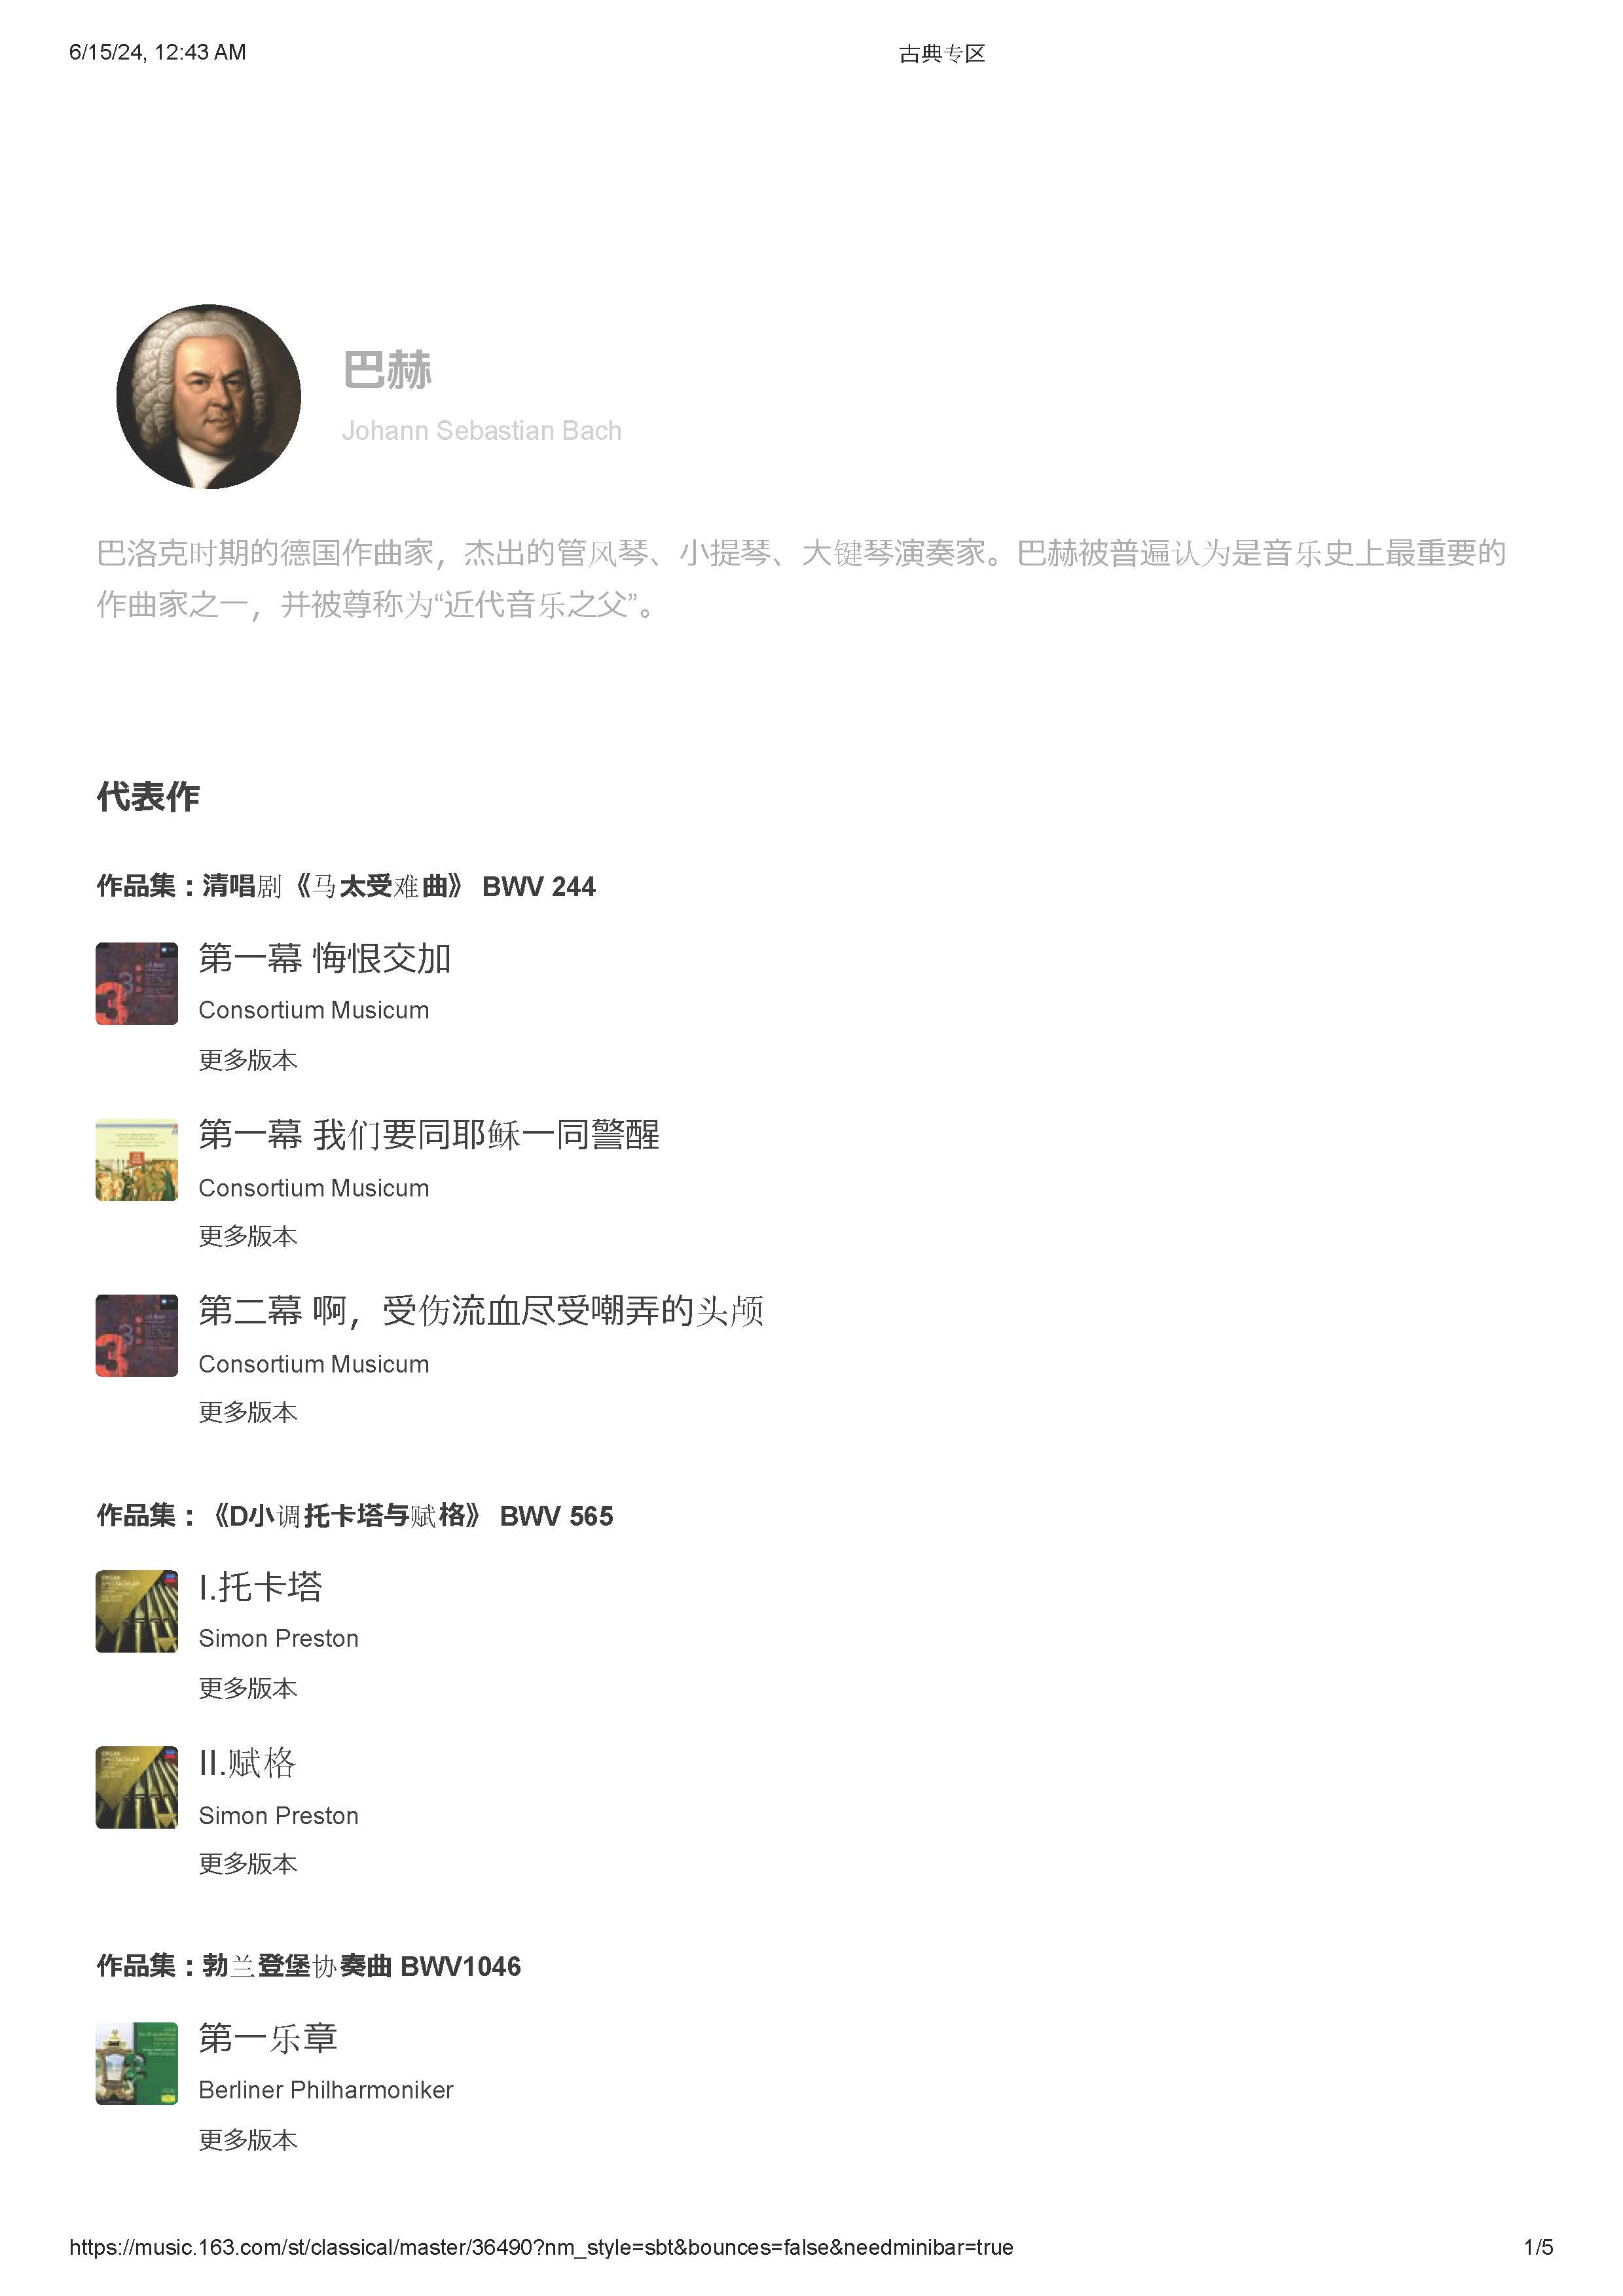 6/15/24, 12:43 AM
古典专区
巴赫
Johann Sebastian Bach
巴洛克时期的德国作曲家，杰出的管风琴、小提琴、大键琴演奏家。巴赫被普遍认为是音乐史上最重要的
作曲家之一，并被尊称为“近代音乐之父”。
代表作
作品集：清唱剧《马太受难曲》 BWV 244
第一幕 悔恨交加
Consortium Musicum
更多版本
第一幕 我们要同耶稣一同警醒
Consortium Musicum
更多版本
第二幕 啊，受伤流血尽受嘲弄的头颅
Consortium Musicum
更多版本
作品集：《D小调托卡塔与赋格》 BWV 565
I.托卡塔
Simon Preston
更多版本
II.赋格
Simon Preston
更多版本
作品集：勃兰登堡协奏曲 BWV1046
第一乐章
Berliner Philharmoniker
更多版本
https://music.163.com/st/classical/master/36490?nm_style=sbt&bounces=false&needminibar=true
1/5